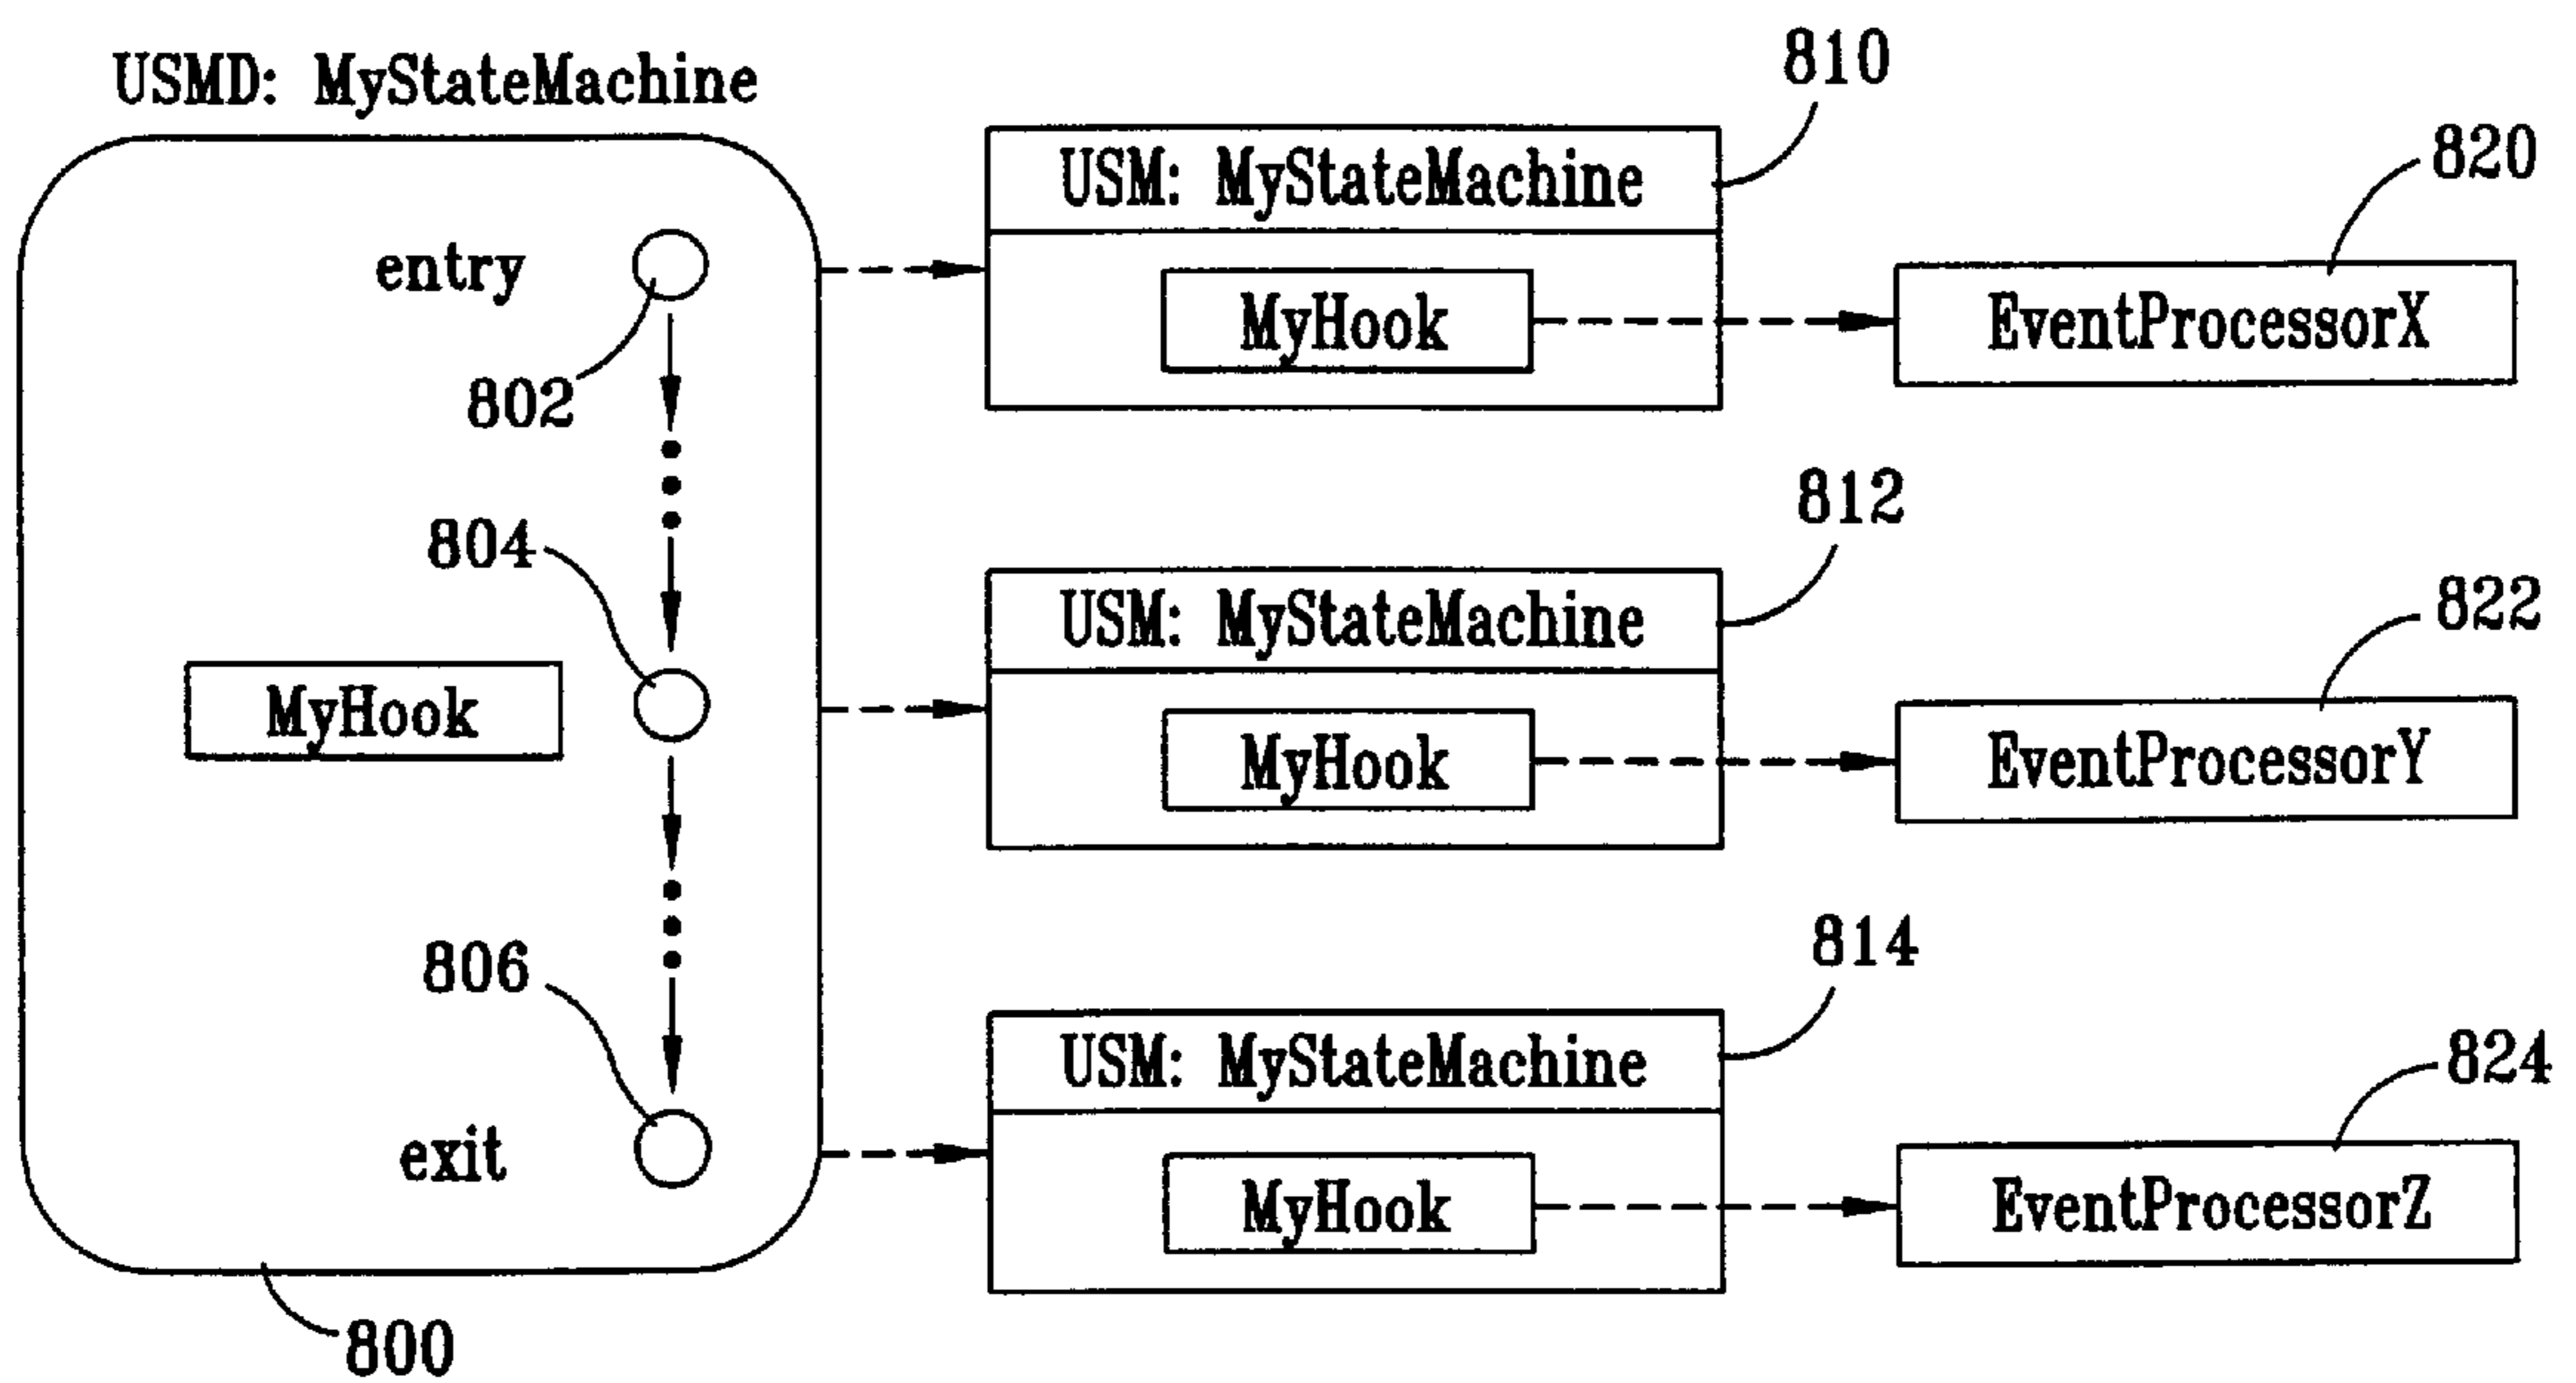 USMD: MyStateMachine
810
USM: MyStateMachine
820
entry
MyHook
EventProcessorX
802
812
804
USM: MyStateMachine
822
MyHook
MyHook
EventProcessorY
814
806
USM: MyStateMachine
824
exit
MyHook
EventProcessorZ
800